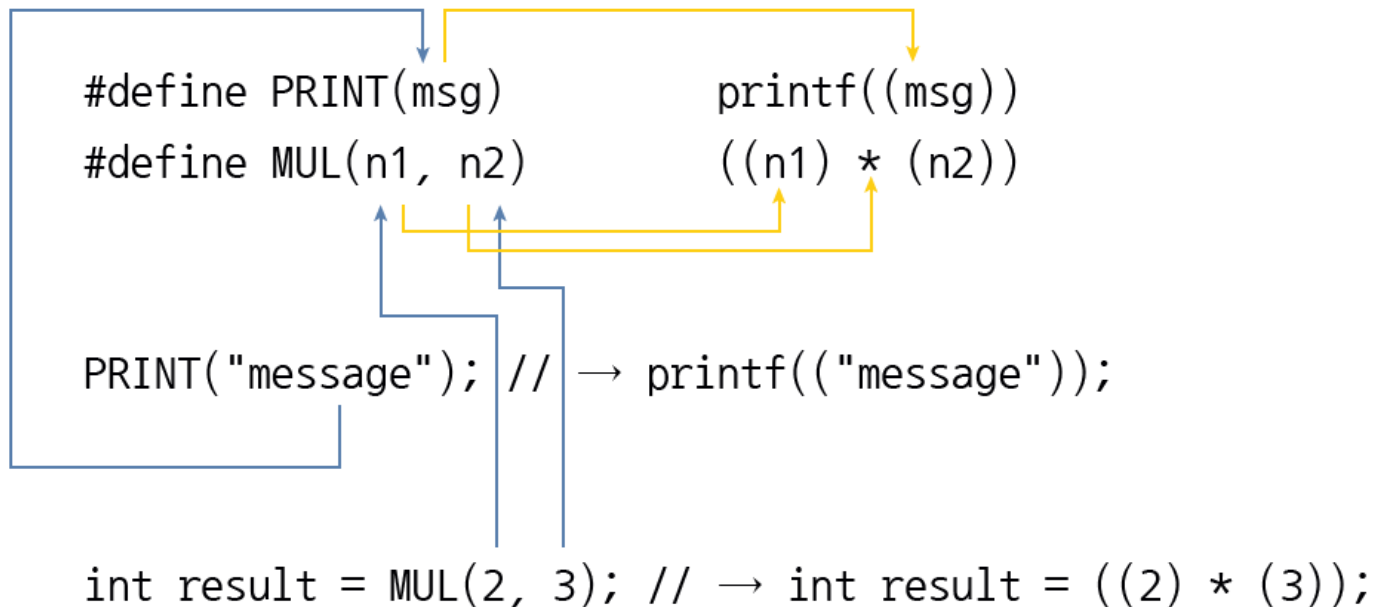 #define PRINT(msg) printf((msg))
#define MUL(n1, n2) ((n1) * (n2))
PRINT("message"); // → printf(("message"));
int result = MUL(2, 3); // → int result = ((2) * (3));